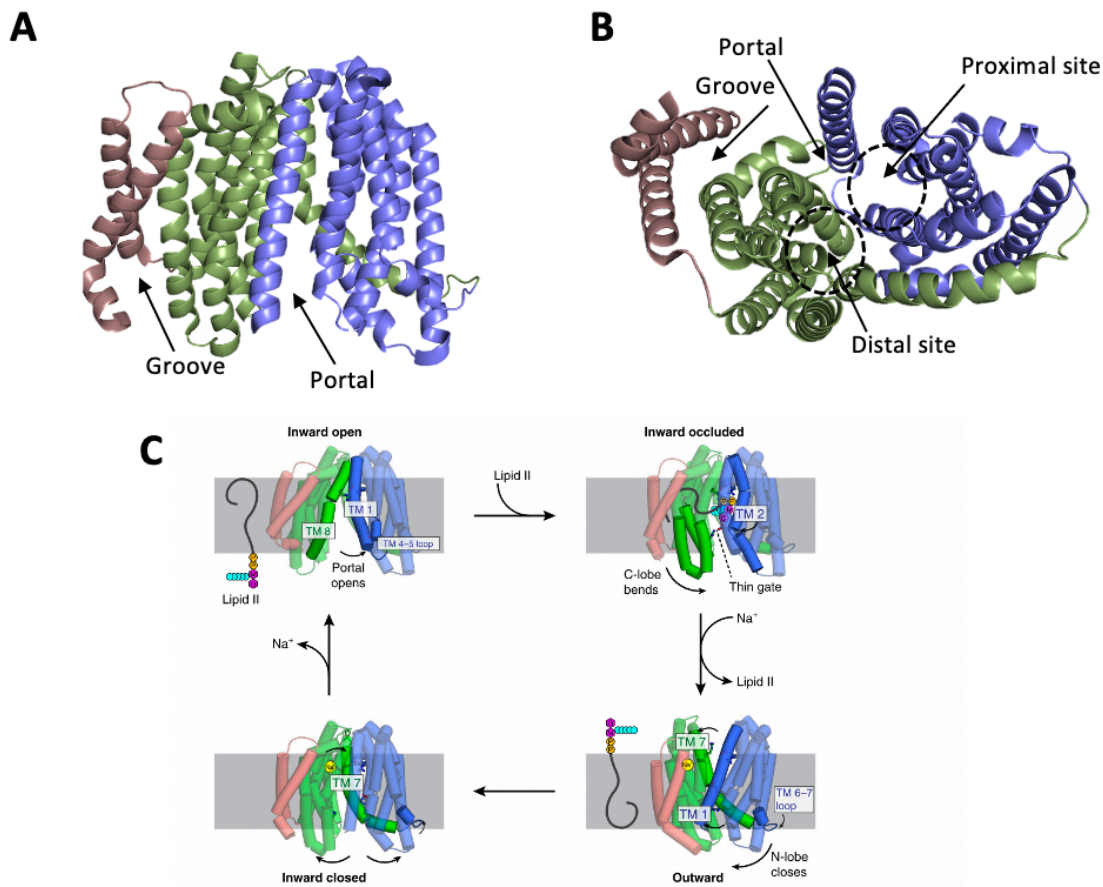 A
Groove
Portal
B
Portal
Groove
Proximal site
Distal site
C
Inward open
TM 1
TM 8
TM 4–5 loop
Portal
opens
Lipid II
Lipid II
Inward occluded
TM 2
C-lobe
bends
Thin gate
Na+
Lipid II
Na+
TM 7
Na+
TM 1
TM 6–7
loop
N-lobe
closes
Outward
TM 7
Inward closed